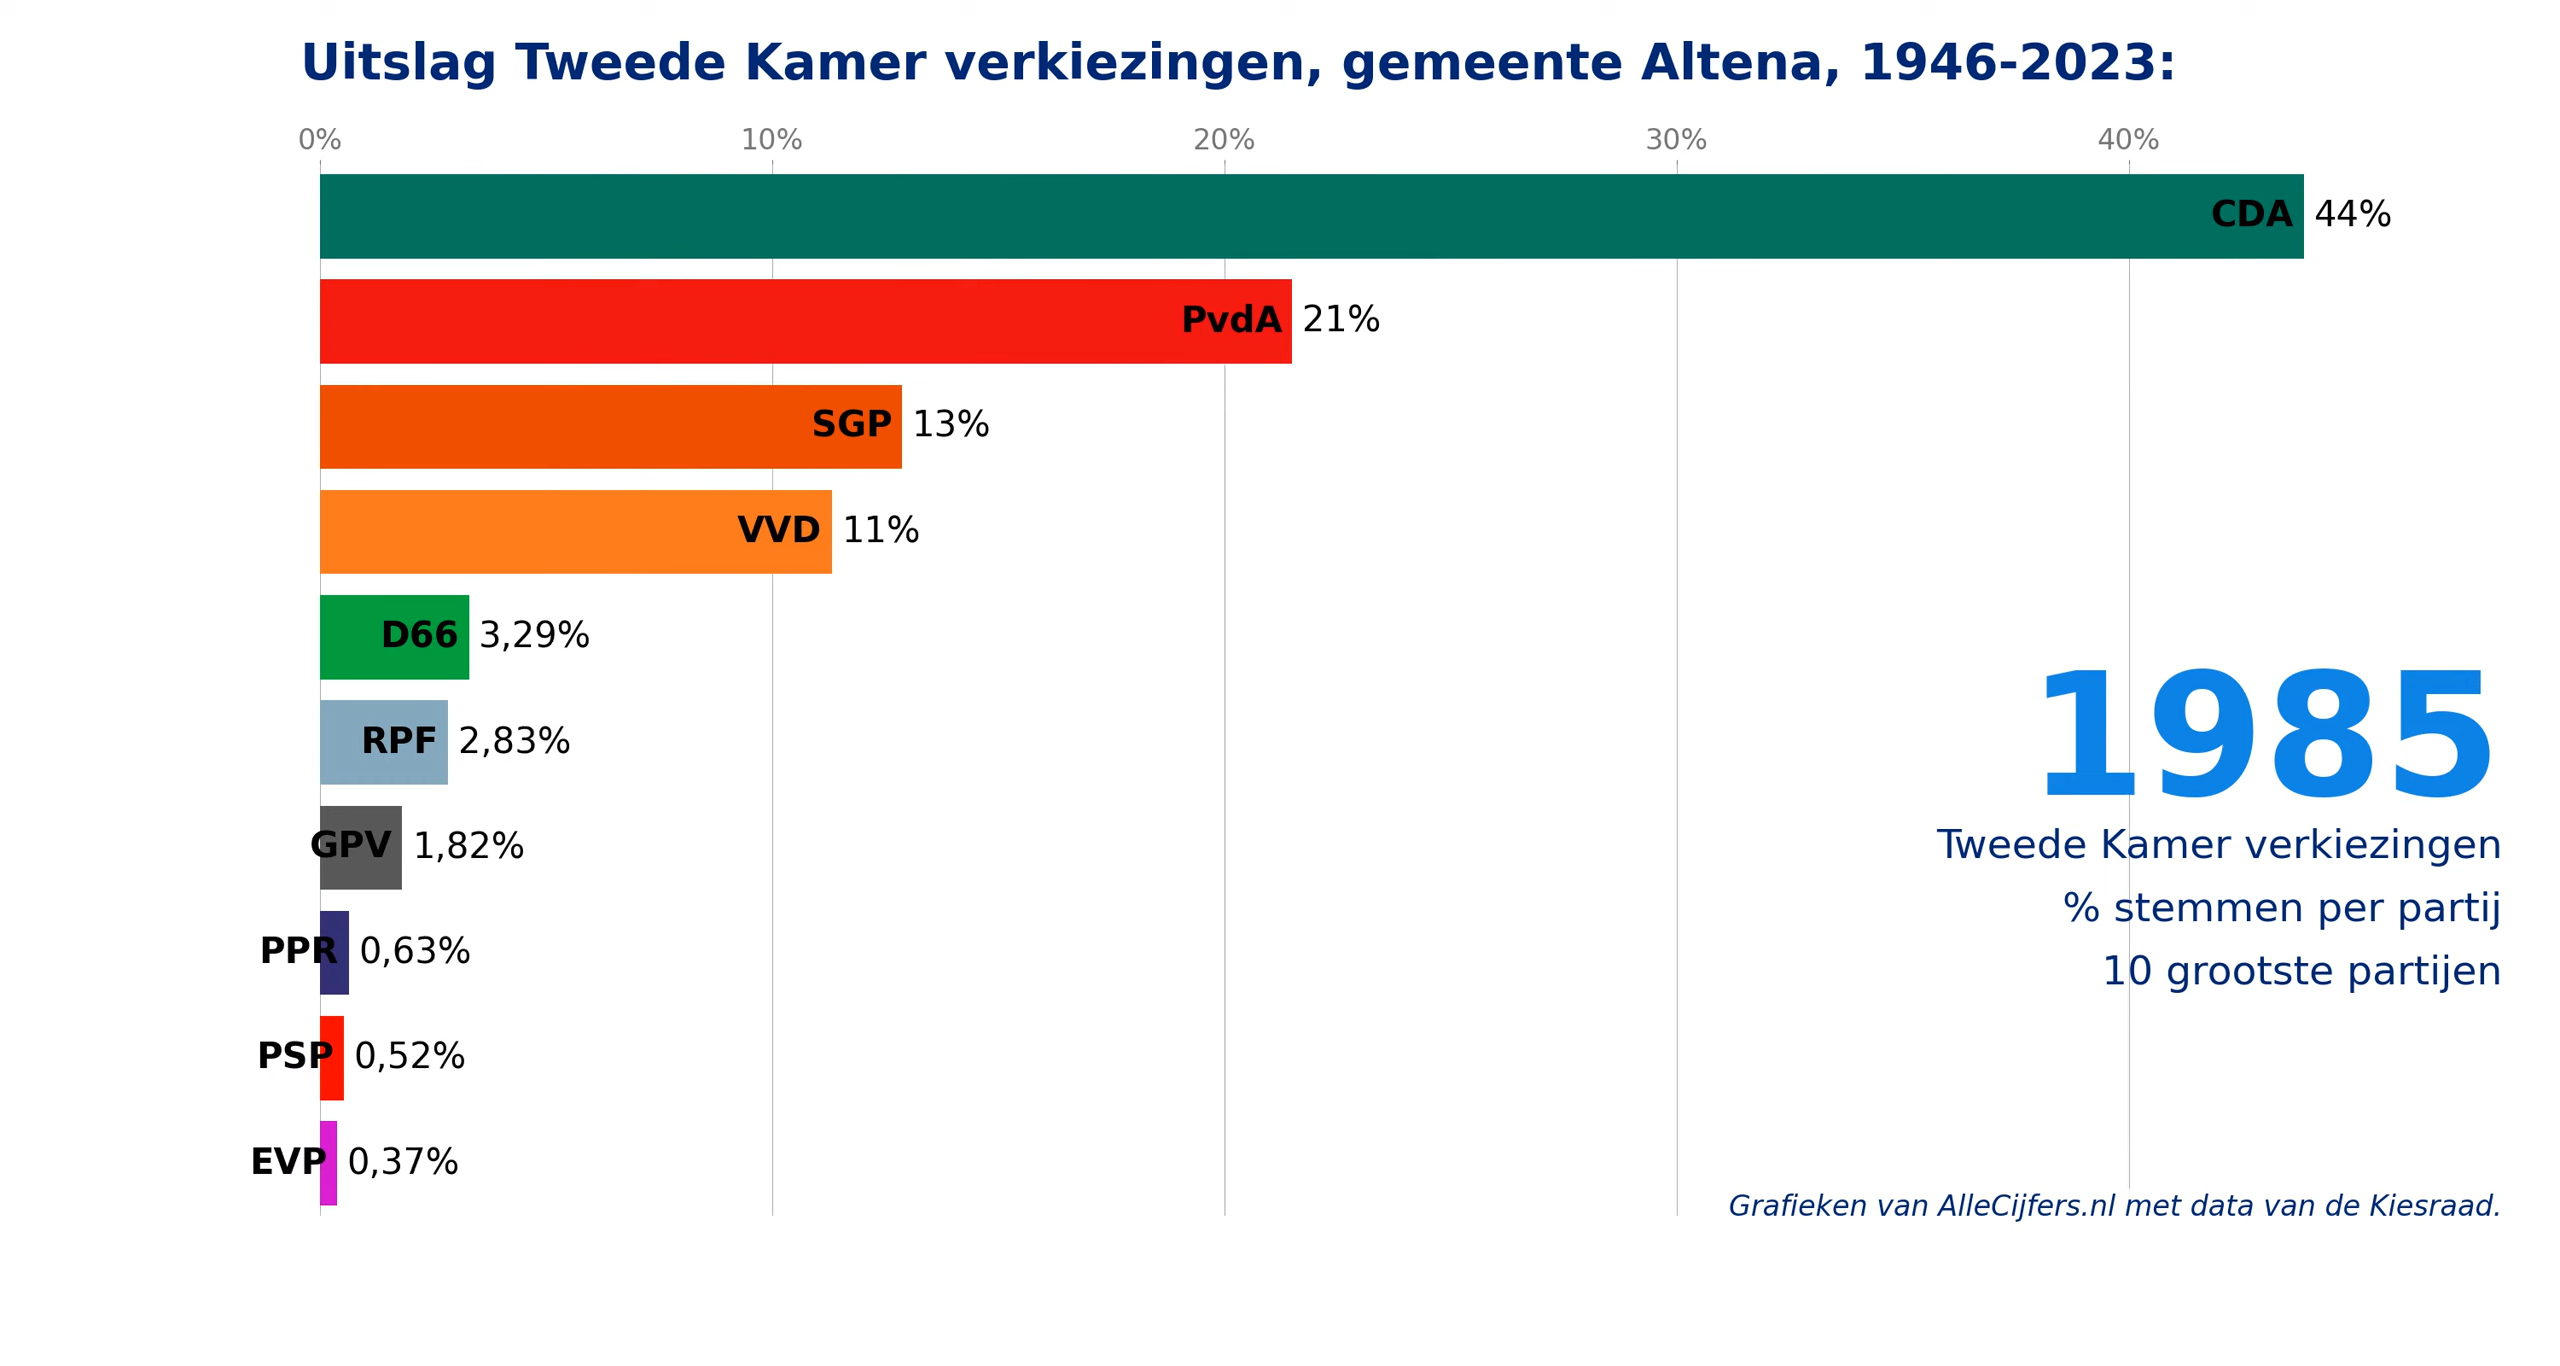 Uitslag Tweede Kamer verkiezingen, gemeente Altena, 1946-2023:
0% 10% 20% 30% 40%
CDA 44%
PvdA 21%
SGP 13%
VVD 11%
D66 3,29%
RPF 2,83%
GPV 1,82%
PPR 0,63%
PSP 0,52%
EVP 0,37%
1985
Tweede Kamer verkiezingen
% stemmen per partij
10 grootste partijen
Grafieken van AlleCijfers.nl met data van de Kiesraad.